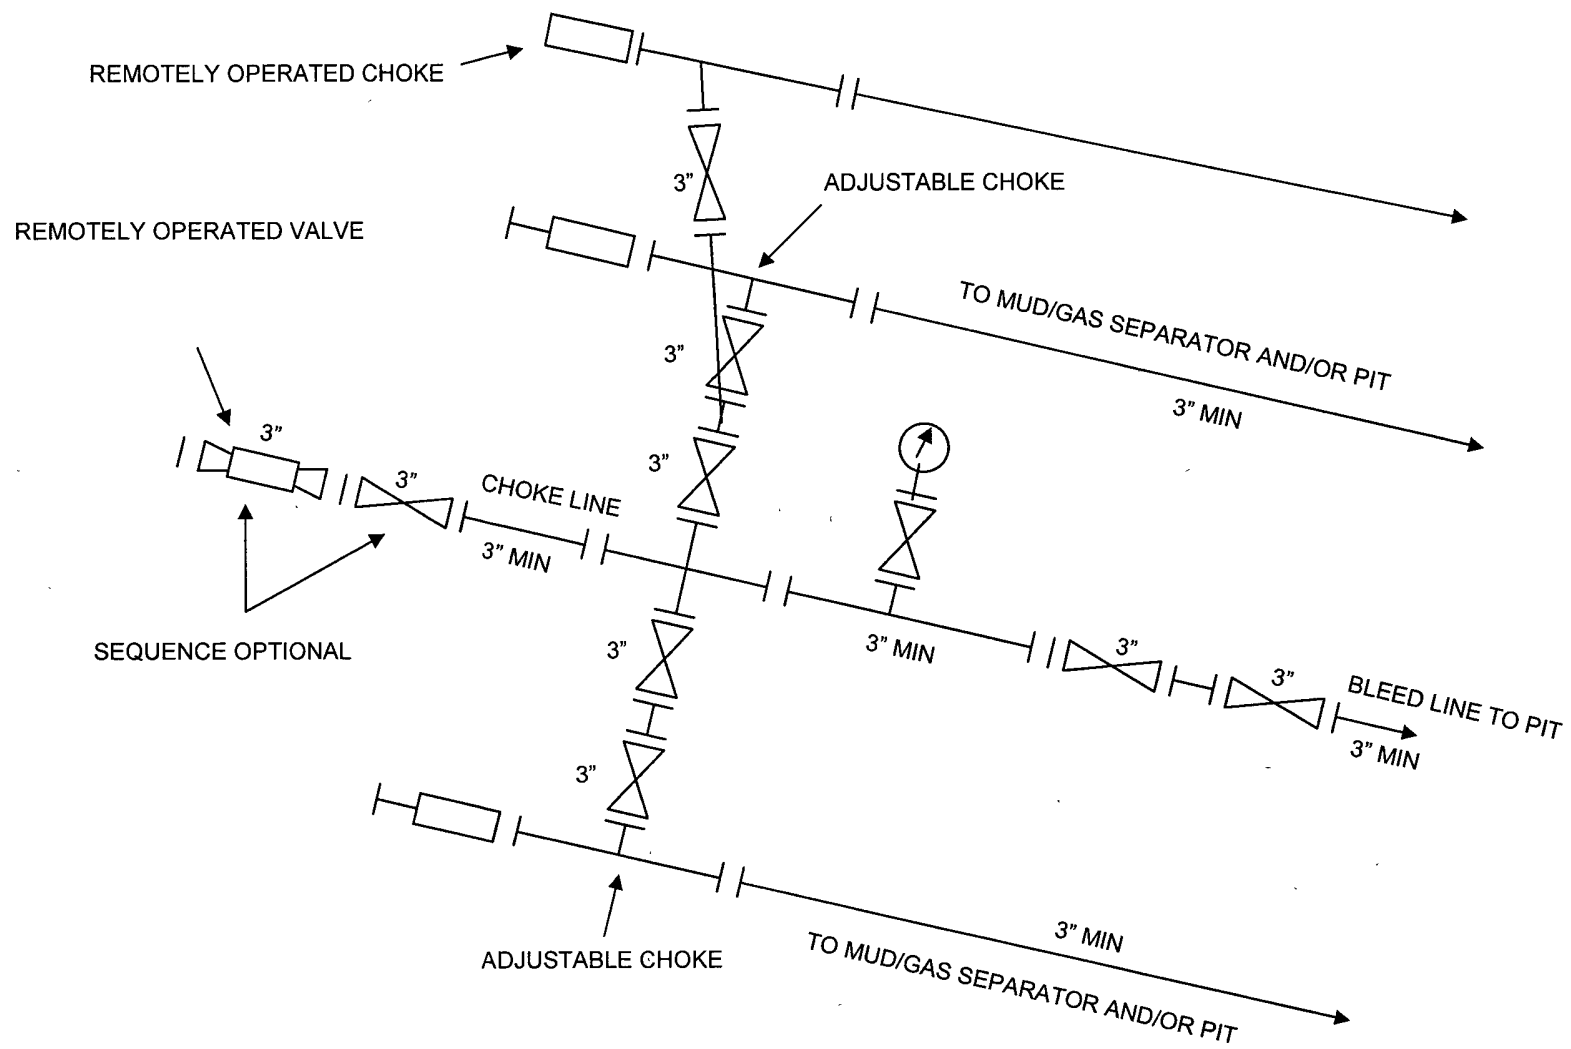 REMOTELY OPERATED CHOKE
3”
ADJUSTABLE CHOKE
REMOTELY OPERATED VALVE
TO MUD/GAS SEPARATOR AND/OR PIT
3” MIN
3”
3”
3”
3”
CHOKE LINE
3” MIN
SEQUENCE OPTIONAL
3”
3” MIN
3”
3”
BLEED LINE TO PIT
3” MIN
3”
ADJUSTABLE CHOKE
3” MIN
TO MUD/GAS SEPARATOR AND/OR PIT